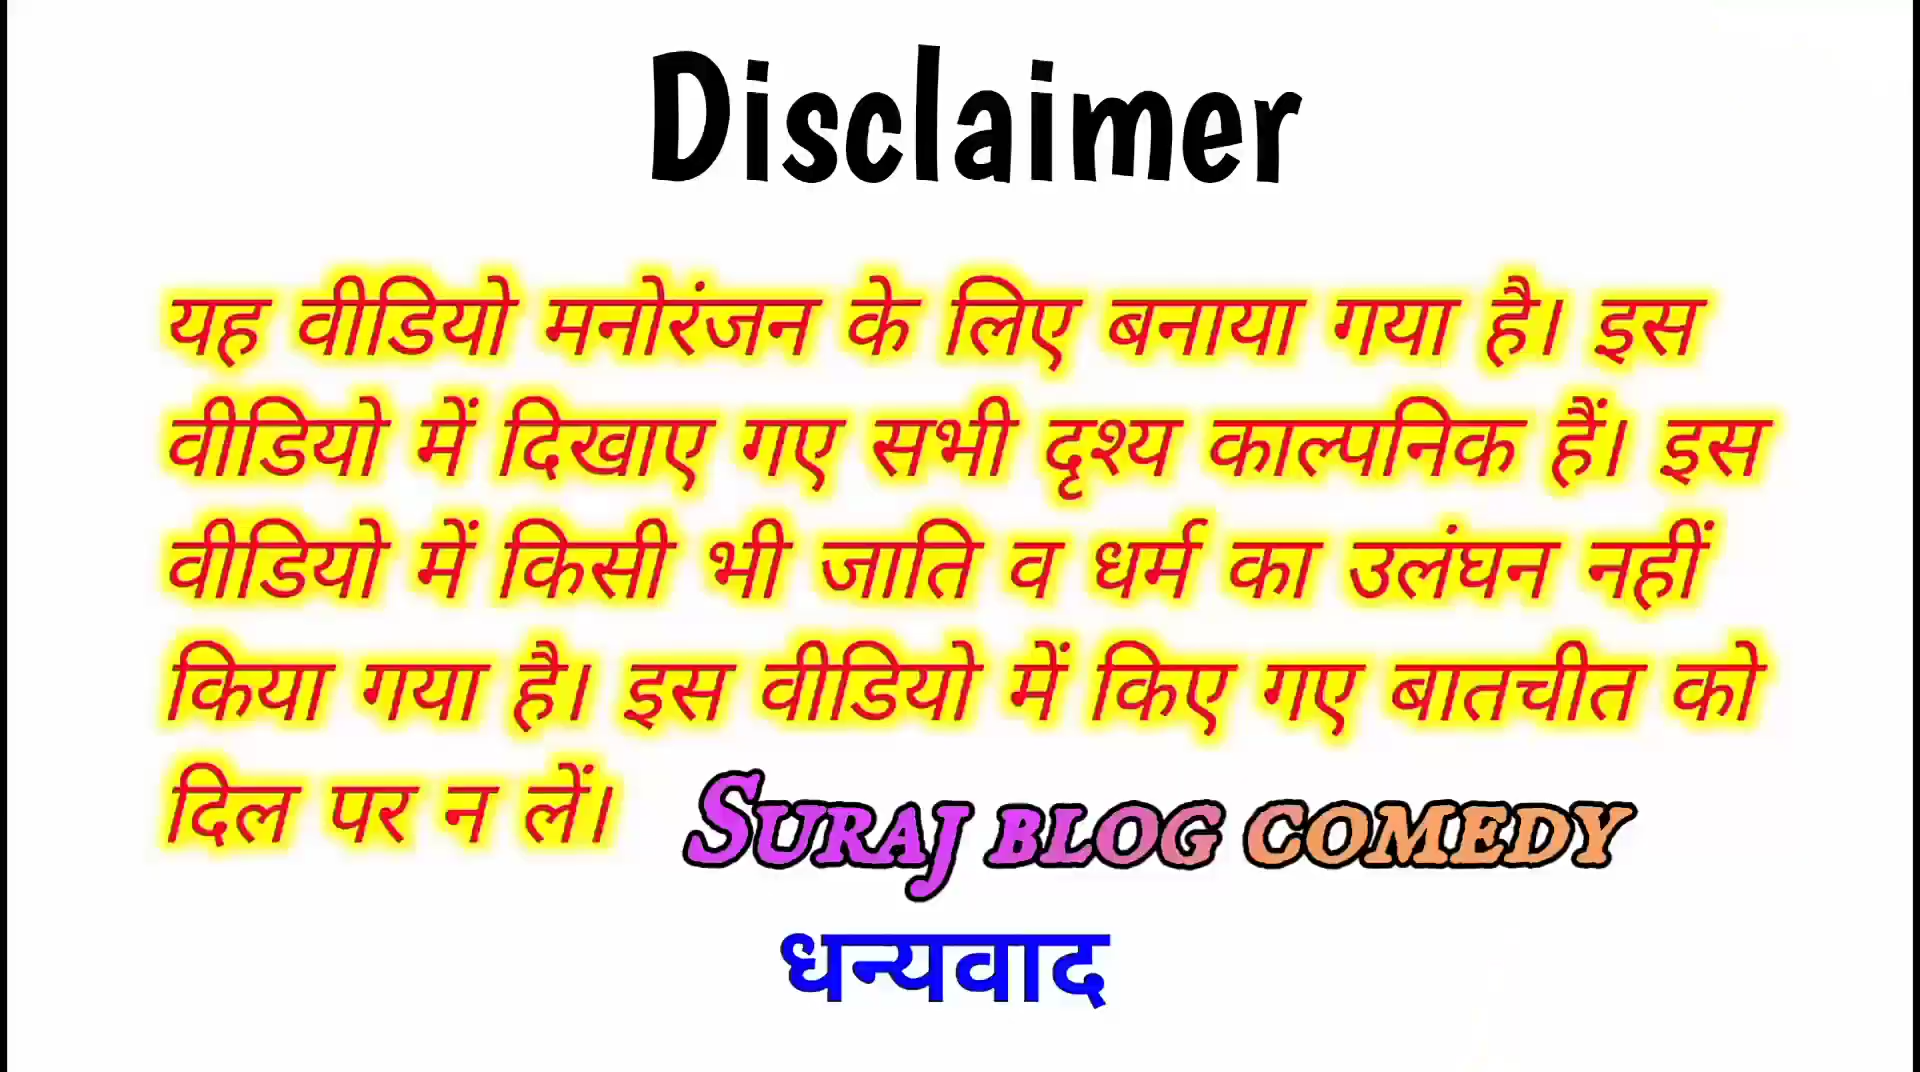 Disclaimer
यह वीडियो मनोरंजन के लिए बनाया गया है। इस
वीडियो में दिखाए गए सभी दृश्य काल्पनिक हैं। इस
वीडियो में किसी भी जाति व धर्म का उलंघन नहीं
किया गया है। इस वीडियो में किए गए बातचीत को
दिल पर न लें। SURAJ BLOG COMEDY
धन्यवाद